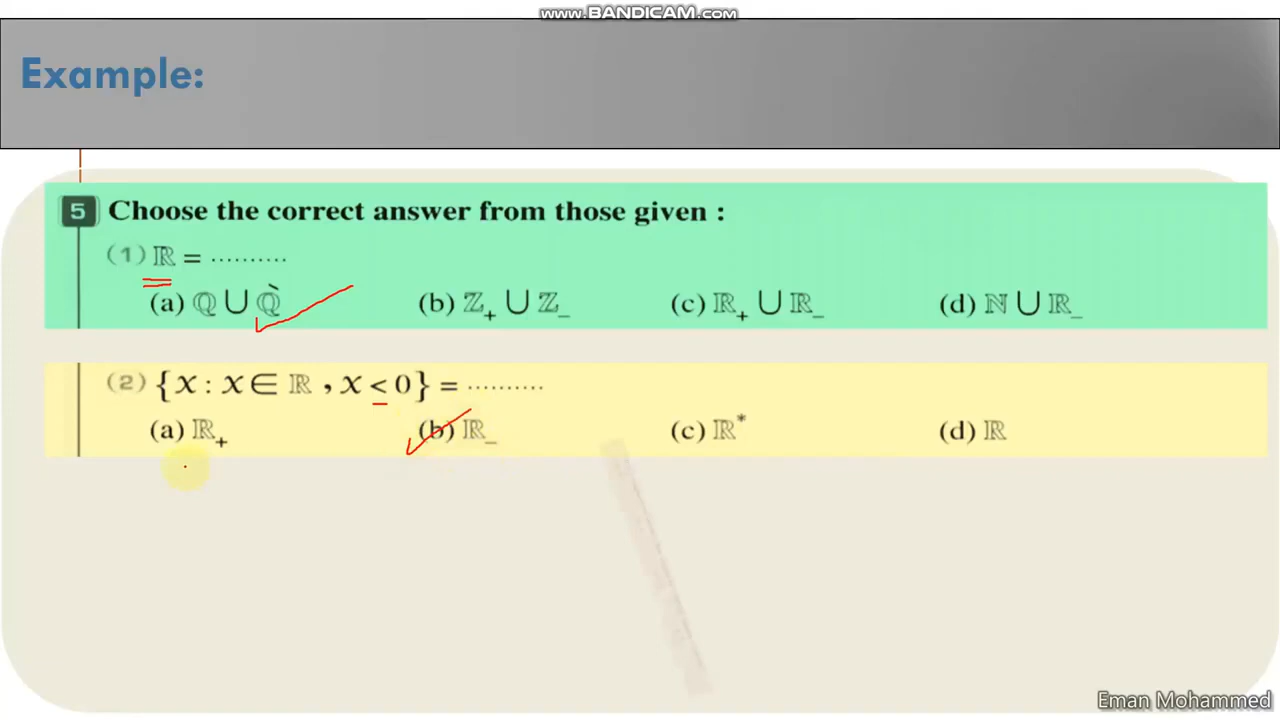 www.BANDICAM.com
Example:
5 Choose the correct answer from those given :
(1) ℝ = ..........
(a) ℚ ∪ ℚ̀ (b) ℤ₊ ∪ ℤ₋ (c) ℝ₊ ∪ ℝ₋ (d) ℕ ∪ ℝ₋
(2) {X : X ∈ ℝ , X < 0} = ..........
(a) ℝ₊ (b) ℝ₋ (c) ℝ* (d) ℝ
Eman Mohammed